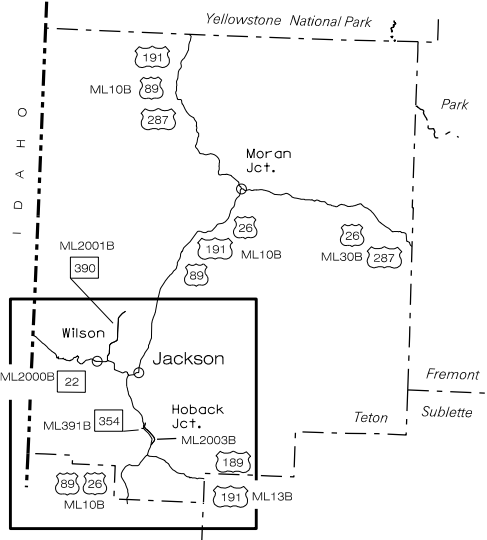 Yellowstone National Park
191
ML10B
89
287
Park
IDAHO
Moran
Jct.
26
191
ML10B
89
26
ML30B
287
ML2001B
390
Wilson
Jackson
ML2000B
22
Fremont
Sublette
Teton
Hoback
Jct.
354
ML391B
ML2003B
189
89
26
ML10B
191
ML13B